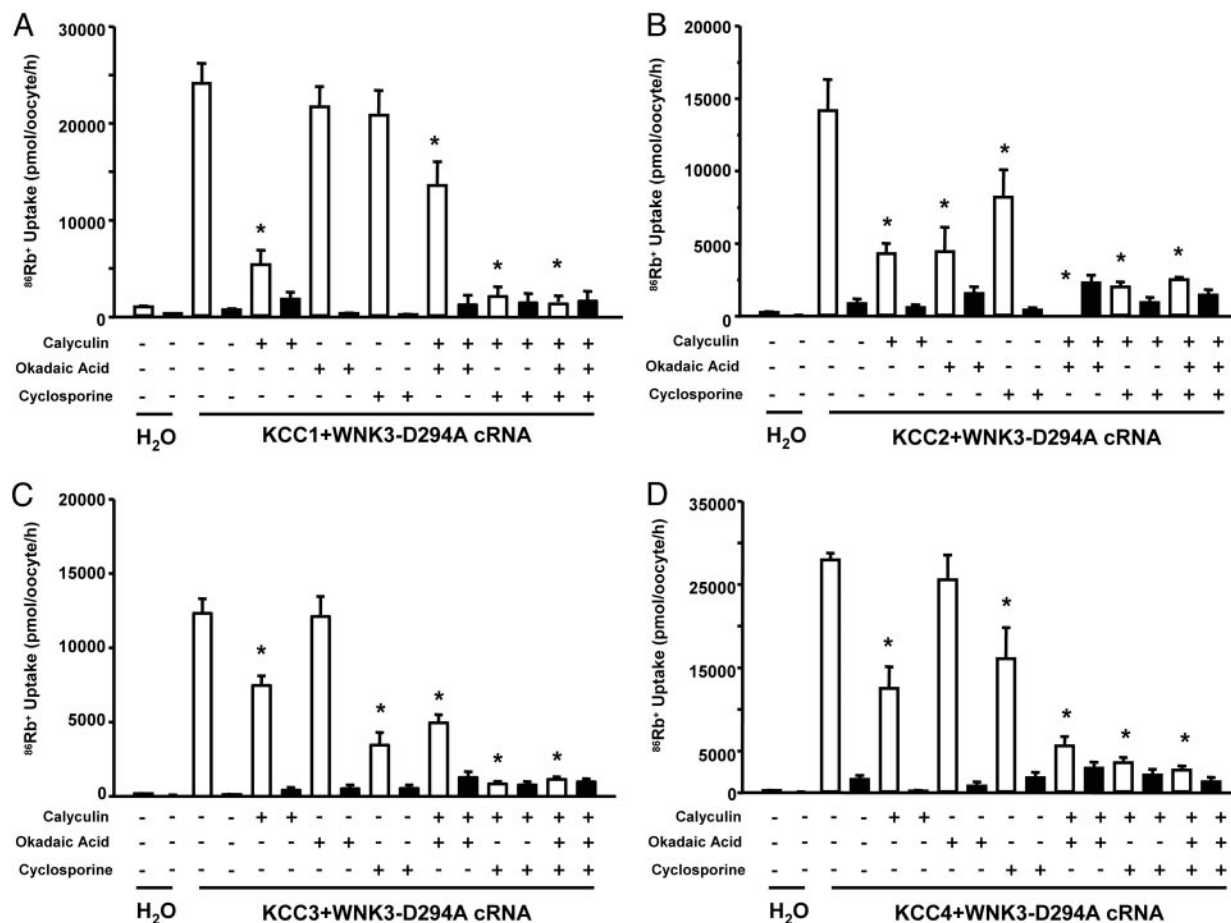 A
30000
20000
10000
0
⁸⁶Rb⁺ Uptake (pmol/oocyte/h)
* * * *
Calyculin - - - - + + - - - - + + + + + +
Okadaic Acid - - - - - - + + - - + + - - + +
Cyclosporine - - - - - - - - + + - - + + + +
H₂O
KCC1+WNK3-D294A cRNA
B
20000
15000
10000
5000
0
⁸⁶Rb⁺ Uptake (pmol/oocyte/h)
* * * * * *
Calyculin - - - - + + - - - - + + + + + +
Okadaic Acid - - - - - - + + - - + + - - + +
Cyclosporine - - - - - - - - + + - - + + + +
H₂O
KCC2+WNK3-D294A cRNA
C
20000
15000
10000
5000
0
⁸⁶Rb⁺ Uptake (pmol/oocyte/h)
* * * * *
Calyculin - - - - + + - - - - + + + + + +
Okadaic Acid - - - - - - + + - - + + - - + +
Cyclosporine - - - - - - - - + + - - + + + +
H₂O
KCC3+WNK3-D294A cRNA
D
35000
25000
15000
5000
0
⁸⁶Rb⁺ Uptake (pmol/oocyte/h)
* * * * *
Calyculin - - - - + + - - - - + + + + + +
Okadaic Acid - - - - - - + + - - + + - - + +
Cyclosporine - - - - - - - - + + - - + + + +
H₂O
KCC4+WNK3-D294A cRNA